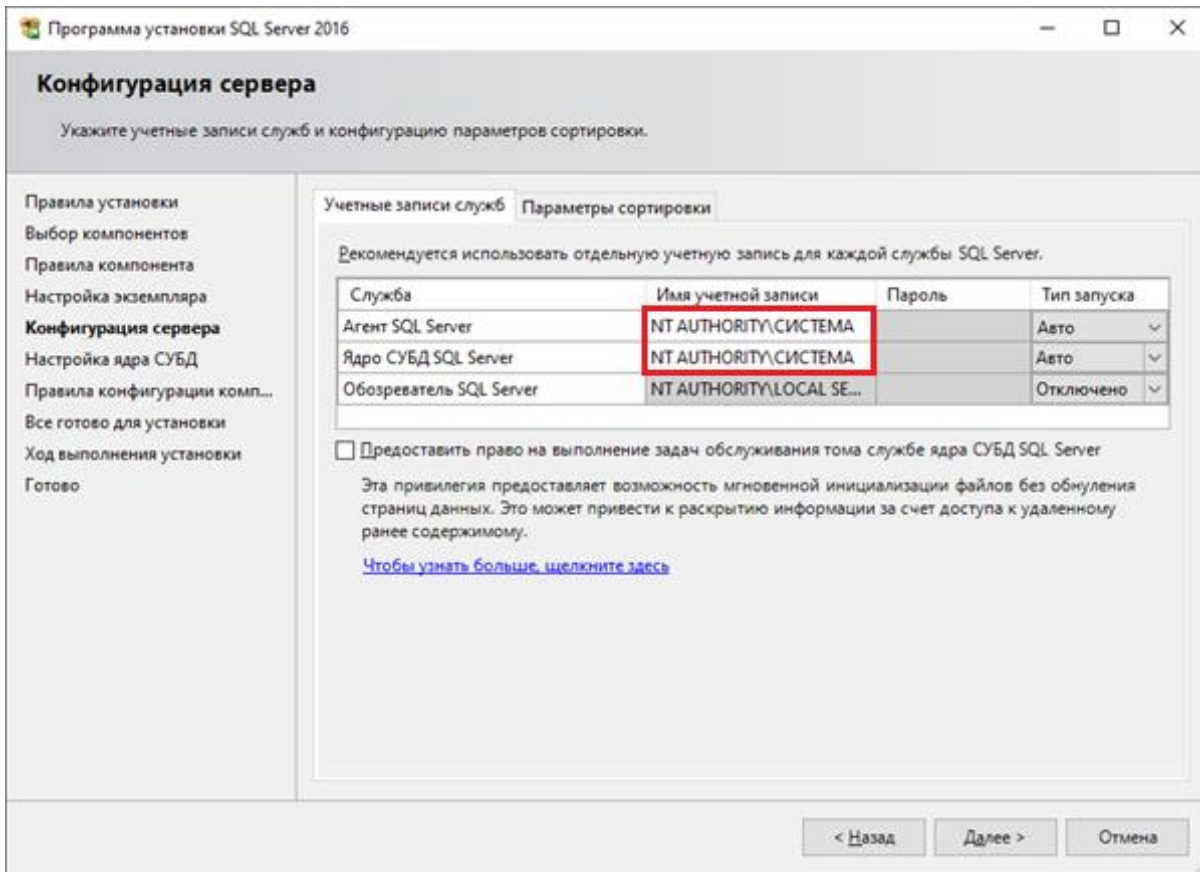 Программа установки SQL Server 2016
Конфигурация сервера
Укажите учетные записи служб и конфигурацию параметров сортировки.
Правила установки
Выбор компонентов
Правила компонента
Настройка экземпляра
Конфигурация сервера
Настройка ядра СУБД
Правила конфигурации комп...
Все готово для установки
Ход выполнения установки
Готово
Учетные записи служб Параметры сортировки
Рекомендуется использовать отдельную учетную запись для каждой службы SQL Server.
Служба Имя учетной записи Пароль Тип запуска
Агент SQL Server NT AUTHORITY\СИСТЕМА Авто
Ядро СУБД SQL Server NT AUTHORITY\СИСТЕМА Авто
Обозреватель SQL Server NT AUTHORITY\LOCAL SE... Отключено
Предоставить право на выполнение задач обслуживания тома службе ядра СУБД SQL Server
Эта привилегия предоставляет возможность мгновенной инициализации файлов без обнуления
страниц данных. Это может привести к раскрытию информации за счет доступа к удаленному
ранее содержимому.
Чтобы узнать больше, щелкните здесь
< Назад Далее > Отмена